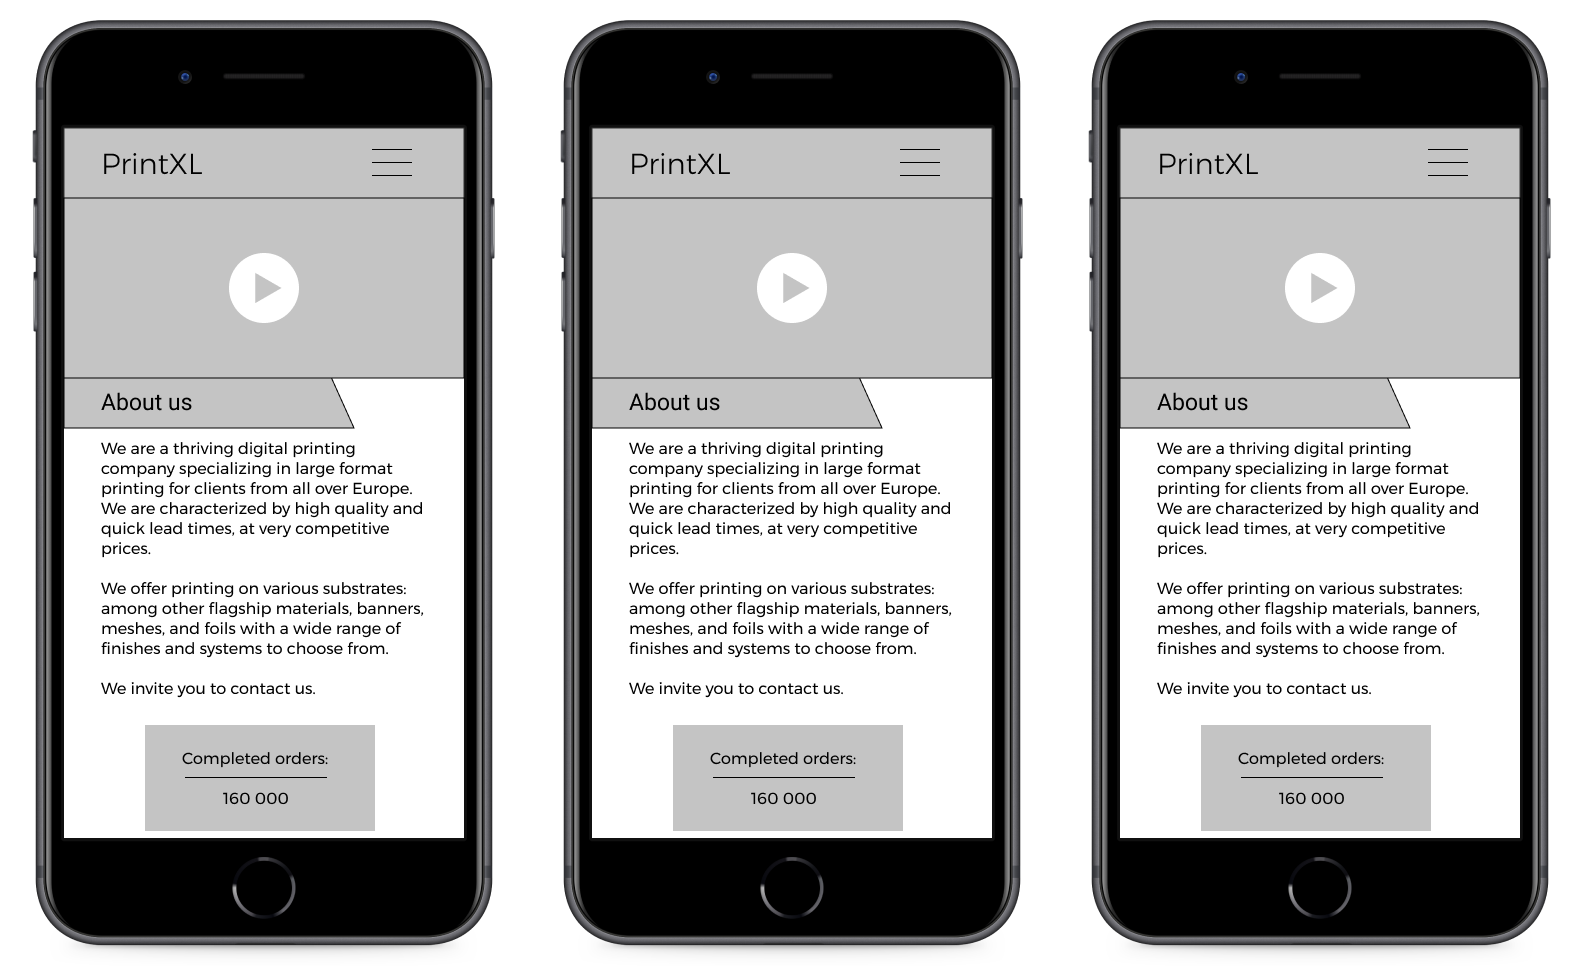 PrintXL
About us
We are a thriving digital printing
company specializing in large format
printing for clients from all over Europe.
We are characterized by high quality and
quick lead times, at very competitive
prices.
We offer printing on various substrates:
among other flagship materials, banners,
meshes, and foils with a wide range of
finishes and systems to choose from.
We invite you to contact us.
Completed orders:
160 000
PrintXL
About us
We are a thriving digital printing
company specializing in large format
printing for clients from all over Europe.
We are characterized by high quality and
quick lead times, at very competitive
prices.
We offer printing on various substrates:
among other flagship materials, banners,
meshes, and foils with a wide range of
finishes and systems to choose from.
We invite you to contact us.
Completed orders:
160 000
PrintXL
About us
We are a thriving digital printing
company specializing in large format
printing for clients from all over Europe.
We are characterized by high quality and
quick lead times, at very competitive
prices.
We offer printing on various substrates:
among other flagship materials, banners,
meshes, and foils with a wide range of
finishes and systems to choose from.
We invite you to contact us.
Completed orders:
160 000